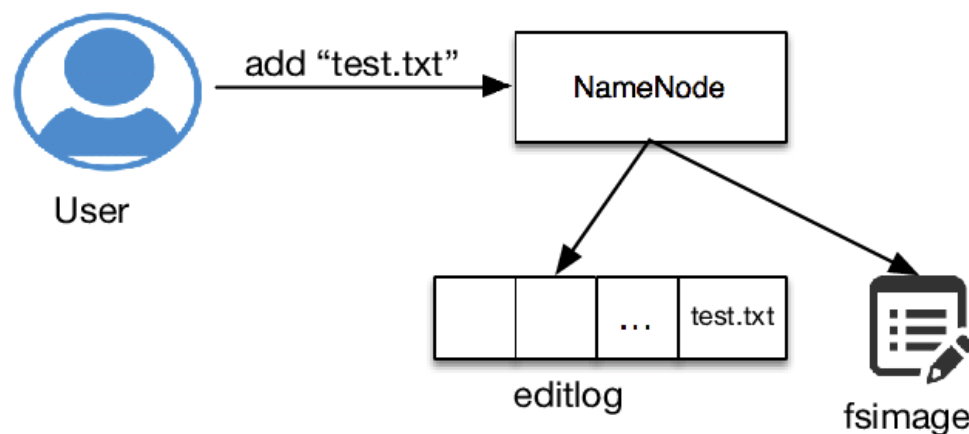 add “test.txt”
NameNode
User
... test.txt
editlog
fsimage